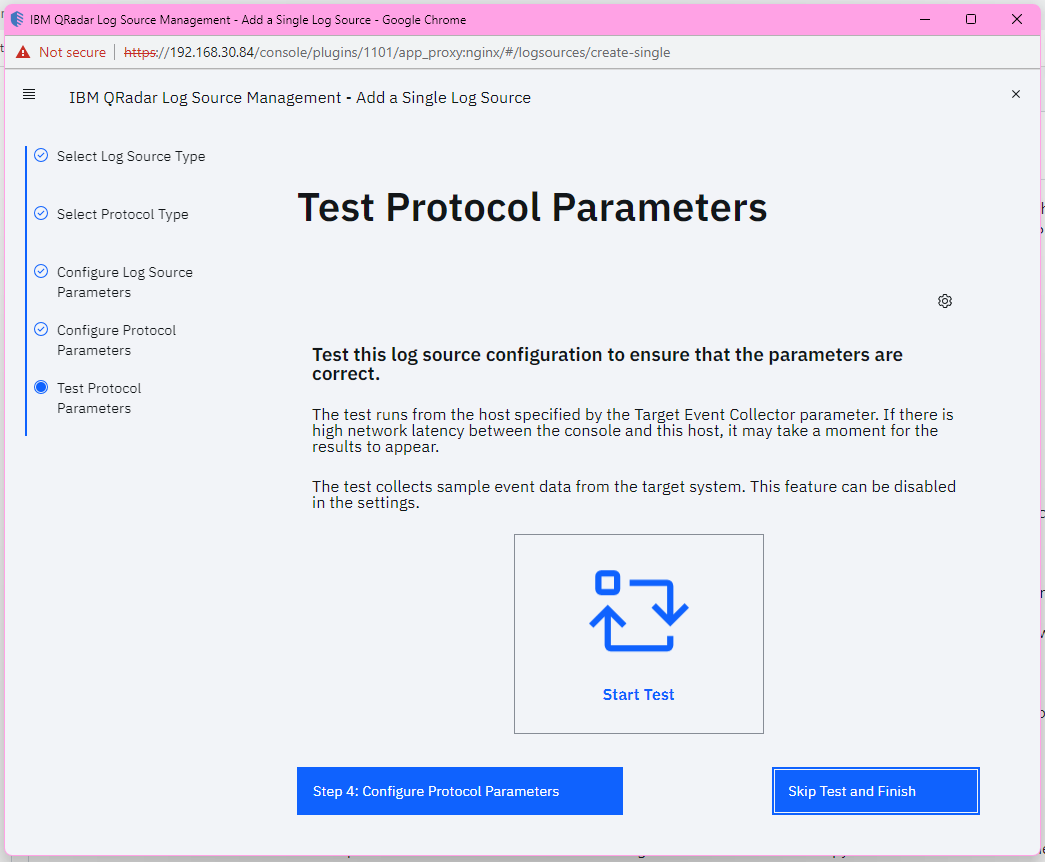 IBM QRadar Log Source Management - Add a Single Log Source - Google Chrome
Not secure | https://192.168.30.84/console/plugins/1101/app_proxy:nginx/#/logsources/create-single
IBM QRadar Log Source Management - Add a Single Log Source
Select Log Source Type
Select Protocol Type
Configure Log Source
Parameters
Configure Protocol
Parameters
Test Protocol
Parameters
Test Protocol Parameters
Test this log source configuration to ensure that the parameters are
correct.
The test runs from the host specified by the Target Event Collector parameter. If there is
high network latency between the console and this host, it may take a moment for the
results to appear.
The test collects sample event data from the target system. This feature can be disabled
in the settings.
Start Test
Step 4: Configure Protocol Parameters
Skip Test and Finish